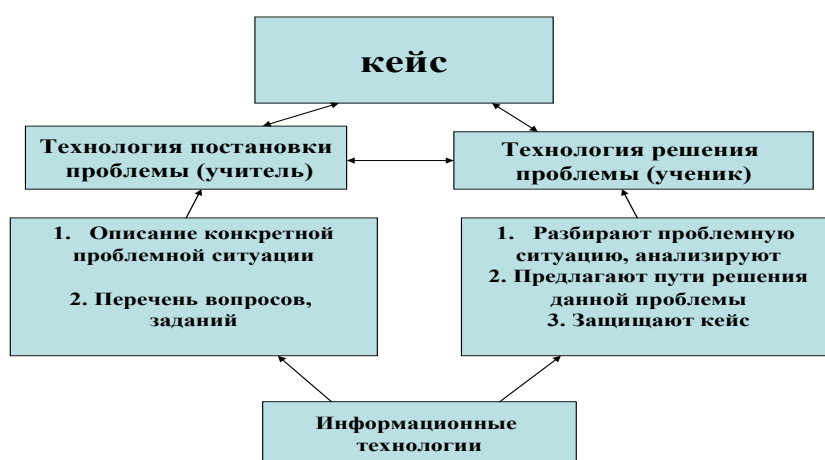 кейс
Технология постановки
проблемы (учитель)
Технология решения
проблемы (ученик)
1. Описание конкретной
проблемной ситуации
2. Перечень вопросов,
заданий
1. Разбирают проблемную
ситуацию, анализируют
2. Предлагают пути решения
данной проблемы
3. Защищают кейс
Информационные
технологии